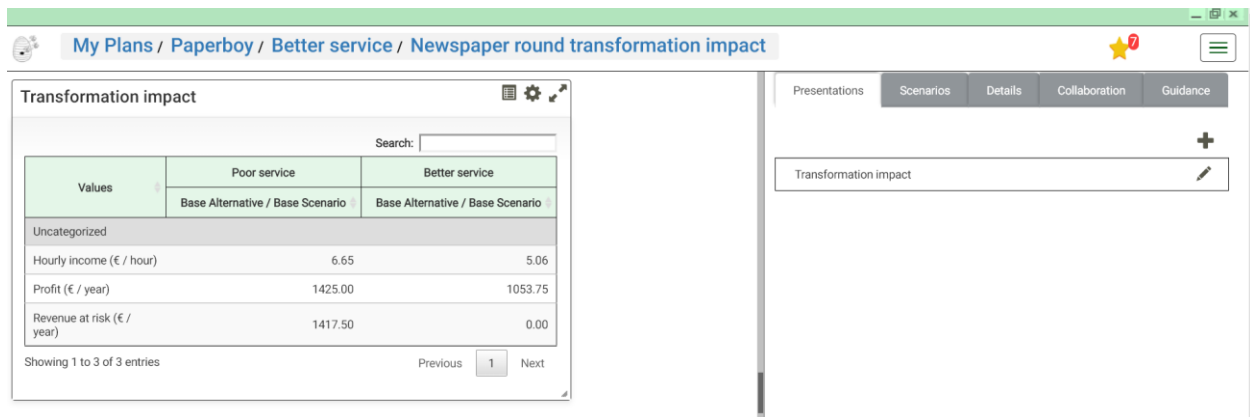 My Plans / Paperboy / Better service / Newspaper round transformation impact
7
Transformation impact
Search:
Values
Poor service
Better service
Base Alternative / Base Scenario
Base Alternative / Base Scenario
Uncategorized
Hourly income (€ / hour) 6.65 5.06
Profit (€ / year) 1425.00 1053.75
Revenue at risk (€ /
year) 1417.50 0.00
Showing 1 to 3 of 3 entries
Previous 1 Next
Presentations Scenarios Details Collaboration Guidance
Transformation impact